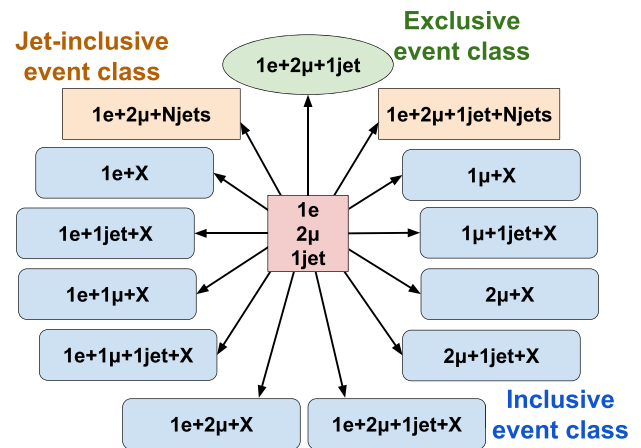 Exclusive
event class
Jet-inclusive
event class
1e+2μ+1jet
1e+2μ+Njets
1e+2μ+1jet+Njets
1e+X
1μ+X
1e
2μ
1jet
1e+1jet+X
1μ+1jet+X
1e+1μ+X
2μ+X
1e+1μ+1jet+X
2μ+1jet+X
1e+2μ+X
1e+2μ+1jet+X
Inclusive
event class